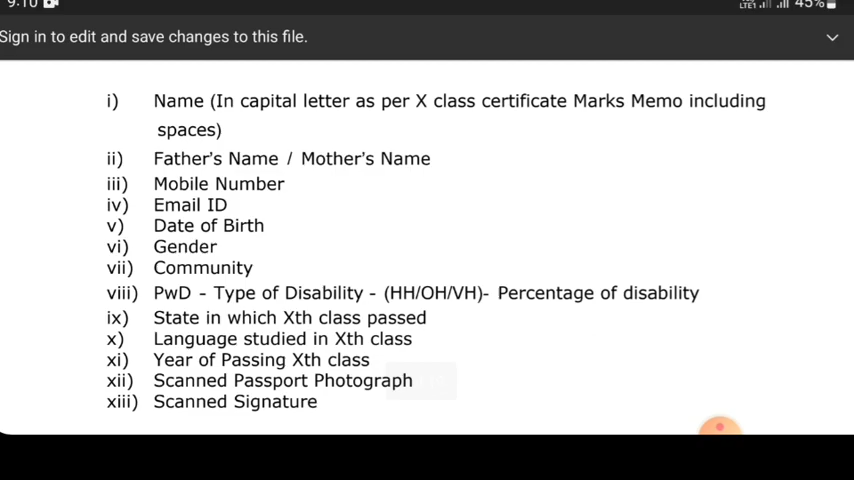 9:10
LTE1 45%
Sign in to edit and save changes to this file.
i) Name (In capital letter as per X class certificate Marks Memo including
spaces)
ii) Father's Name / Mother's Name
iii) Mobile Number
iv) Email ID
v) Date of Birth
vi) Gender
vii) Community
viii) PwD - Type of Disability - (HH/OH/VH)- Percentage of disability
ix) State in which Xth class passed
x) Language studied in Xth class
xi) Year of Passing Xth class
xii) Scanned Passport Photograph
xiii) Scanned Signature